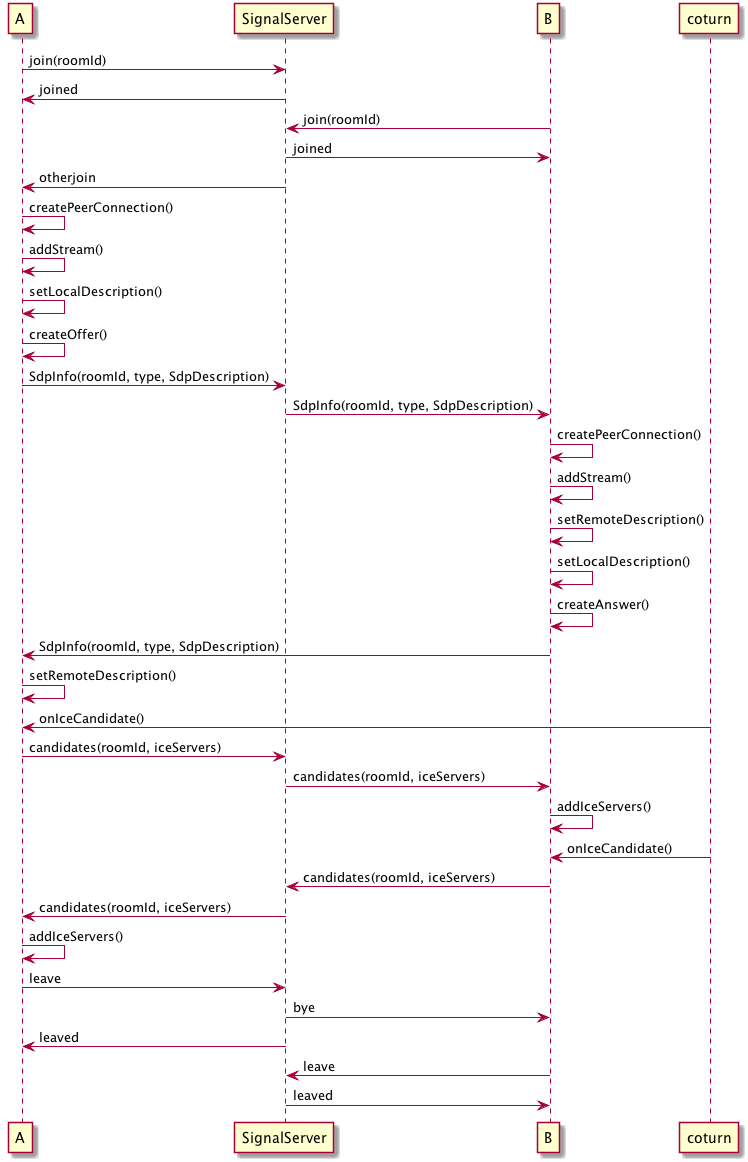 A
SignalServer
B
coturn
join(roomId)
joined
join(roomId)
joined
otherjoin
createPeerConnection()
addStream()
setLocalDescription()
createOffer()
SdpInfo(roomId, type, SdpDescription)
SdpInfo(roomId, type, SdpDescription)
createPeerConnection()
addStream()
setRemoteDescription()
setLocalDescription()
createAnswer()
SdpInfo(roomId, type, SdpDescription)
setRemoteDescription()
onIceCandidate()
candidates(roomId, iceServers)
candidates(roomId, iceServers)
addIceServers()
onIceCandidate()
candidates(roomId, iceServers)
candidates(roomId, iceServers)
addIceServers()
leave
bye
leaved
leave
leaved
A
SignalServer
B
coturn